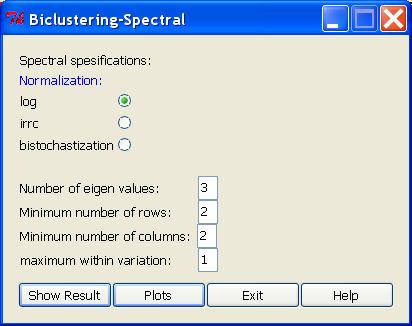 Biclustering-Spectral
Spectral spesifications:
Normalization:
log
irrc
bistochastization
Number of eigen values: 3
Minimum number of rows: 2
Minimum number of columns: 2
maximum within variation: 1
Show Result Plots Exit Help